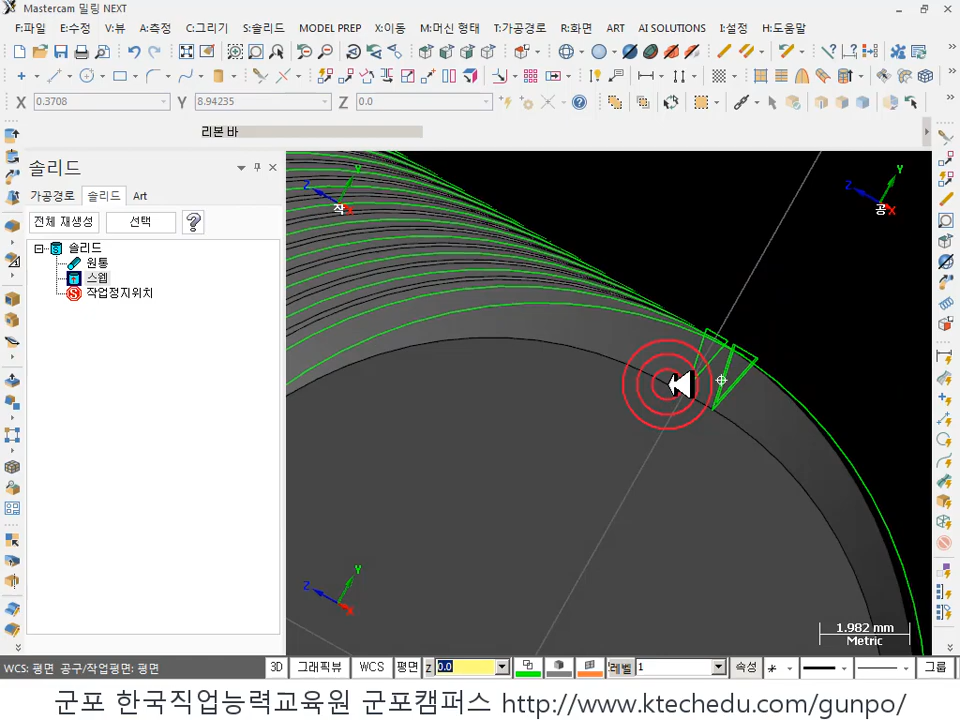 Mastercam 밀링 NEXT
F:파일 E:수정 V:뷰 A:측정 C:그리기 S:솔리드 MODEL PREP X:이동 M:머신 형태 T:가공경로 R:화면 ART AI SOLUTIONS I:설정 H:도움말
X 0.3708 Y 8.94235 Z 0.0
리본 바
솔리드
가공경로 솔리드 Art
전체 재생성 선택 ?
솔리드
원통
스웹
작업정지위치
Z Y 작 X
Z Y 공 X
Z Y X
1.982 mm
Metric
WCS: 평면 공구/작업평면: 평면 3D 그래픽뷰 WCS 평면 Z 0.0 레벨 1 속성 그룹
군포 한국직업능력교육원 군포캠퍼스 http://www.ktechedu.com/gunpo/